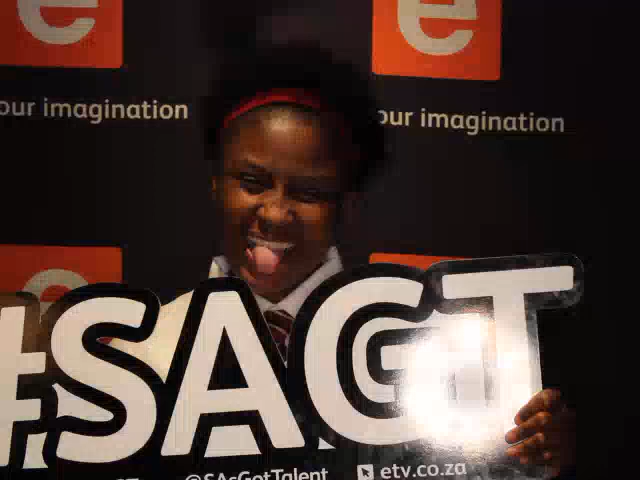 e e
our imagination our imagination
e
#SAGT
@SAsGotTalent etv.co.za